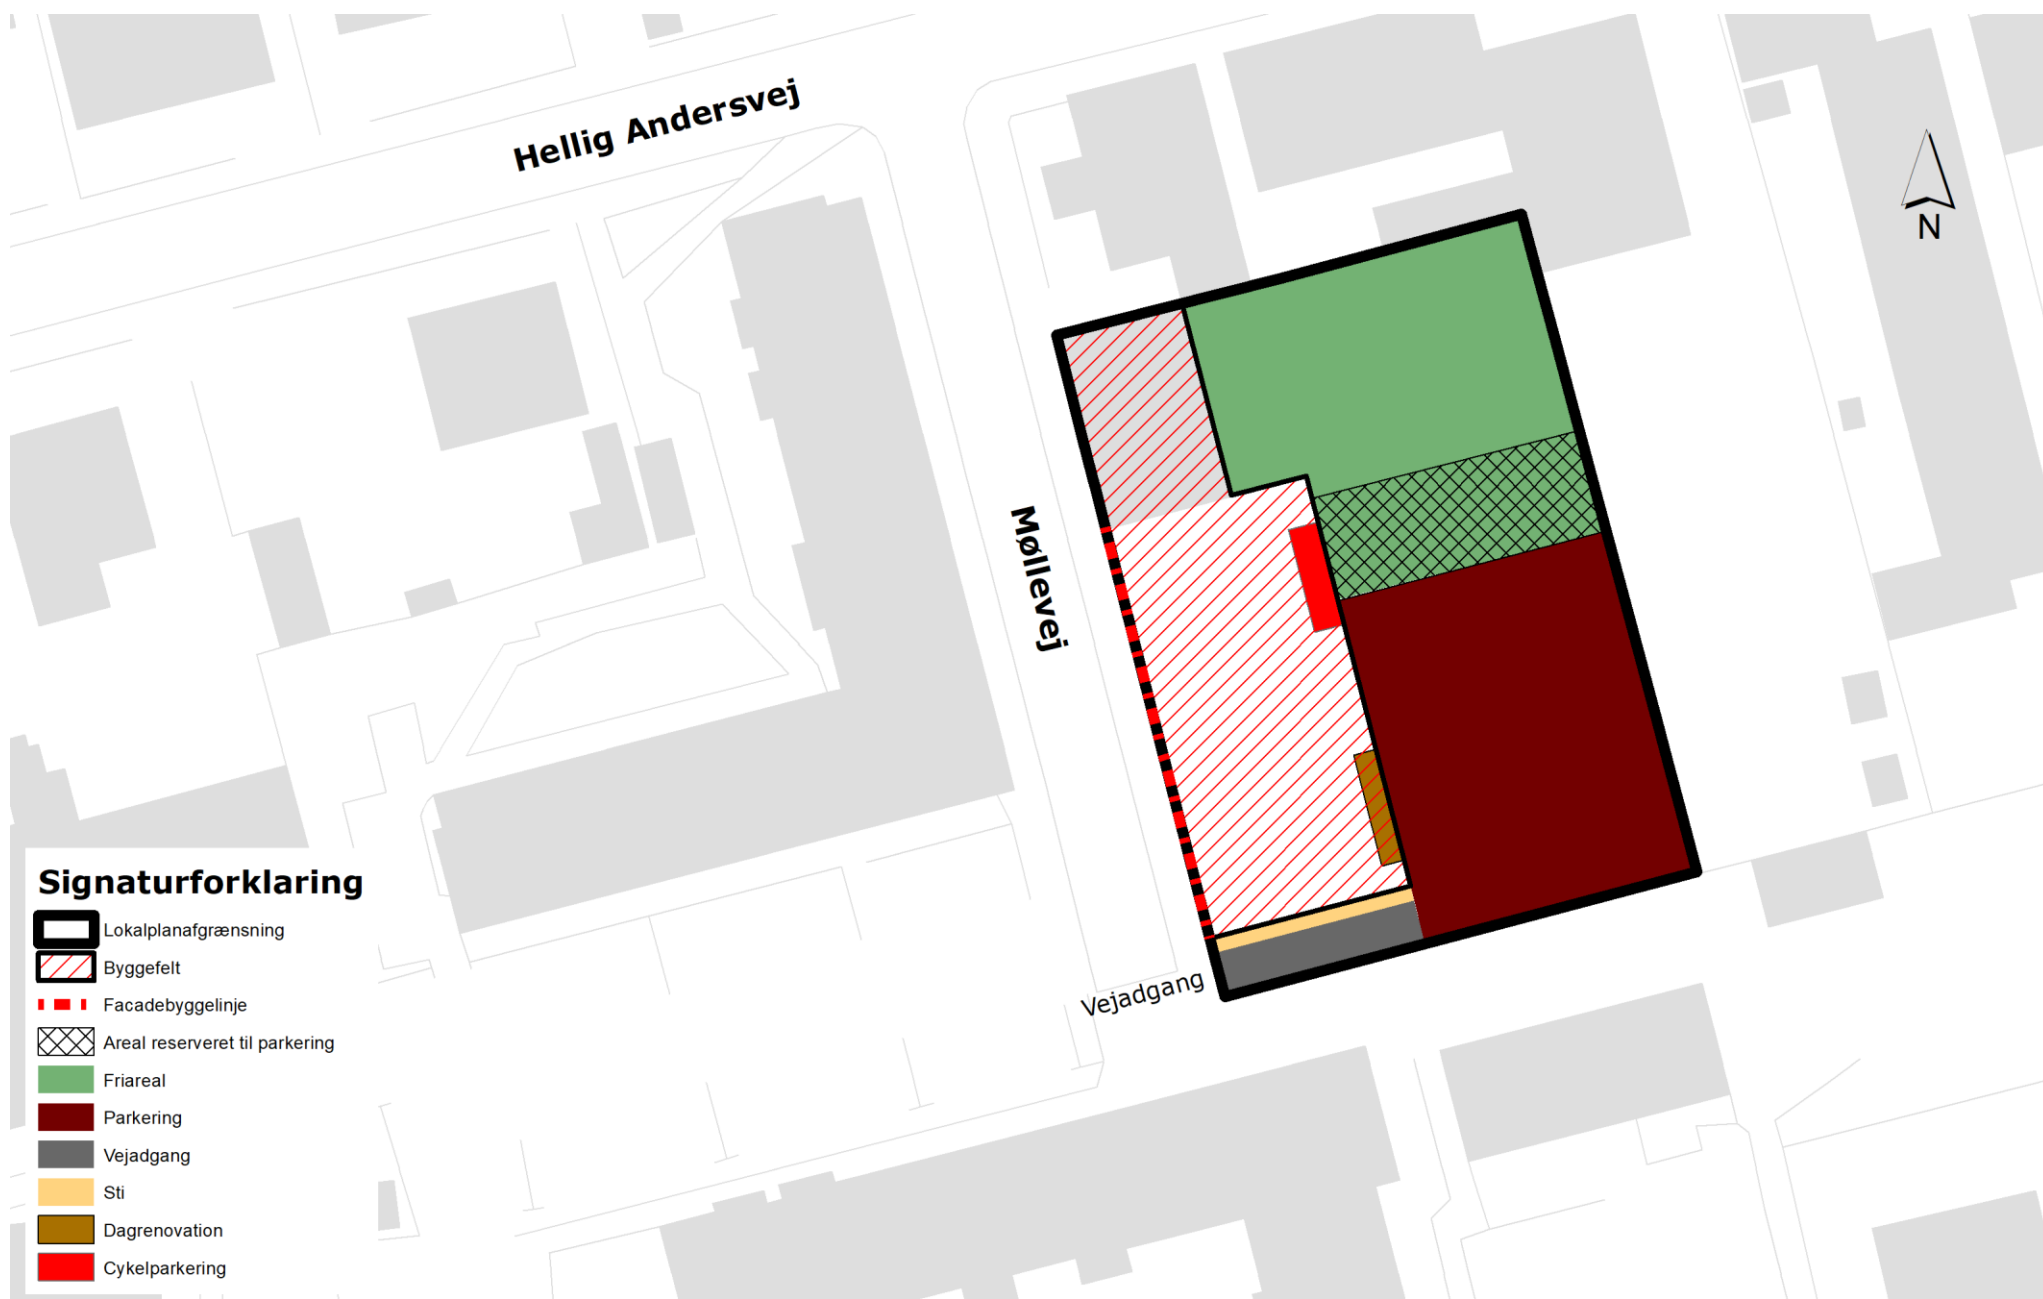 Hellig Andersvej
N
Møllevej
Vejadgang
Signaturforklaring
Lokalplanafgrænsning
Byggefelt
Facadebyggelinje
Areal reserveret til parkering
Friareal
Parkering
Vejadgang
Sti
Dagrenovation
Cykelparkering